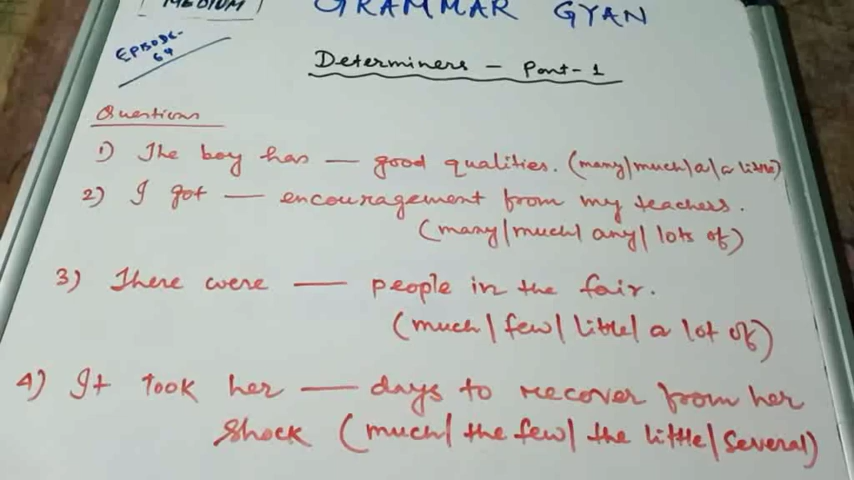 MEDIUM
GRAMMAR GYAN
EPISODE-
64
Determiners - Part-1
Questions
1) The boy has — good qualities. (many/much/a/a little)
2) I got — encouragement from my teachers.
(many/much/any/lots of)
3) There were — people in the fair.
(much/few/little/a lot of)
4) It took her — days to recover from her
shock (much/the few/the little/several)